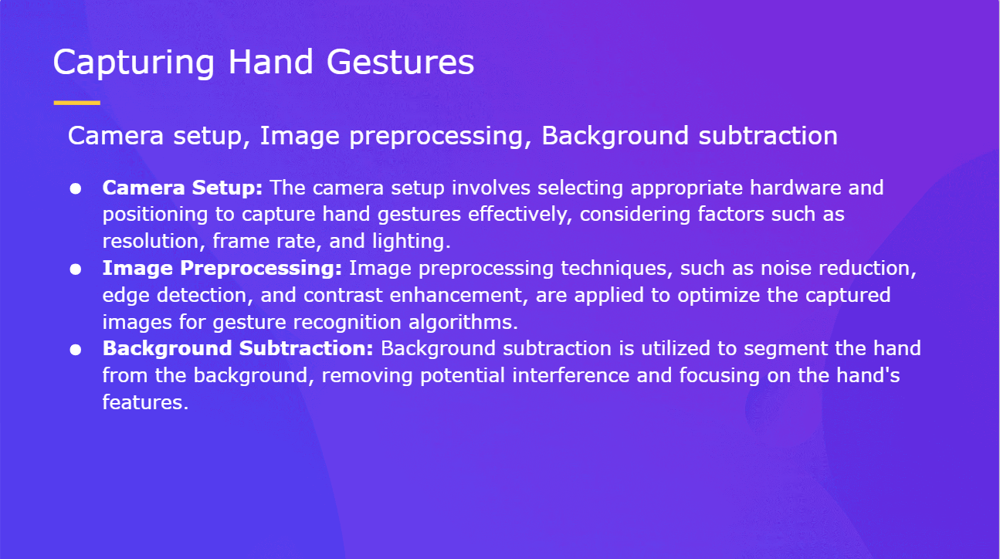 Capturing Hand Gestures
Camera setup, Image preprocessing, Background subtraction
● Camera Setup: The camera setup involves selecting appropriate hardware and
positioning to capture hand gestures effectively, considering factors such as
resolution, frame rate, and lighting.
● Image Preprocessing: Image preprocessing techniques, such as noise reduction,
edge detection, and contrast enhancement, are applied to optimize the captured
images for gesture recognition algorithms.
● Background Subtraction: Background subtraction is utilized to segment the hand
from the background, removing potential interference and focusing on the hand's
features.